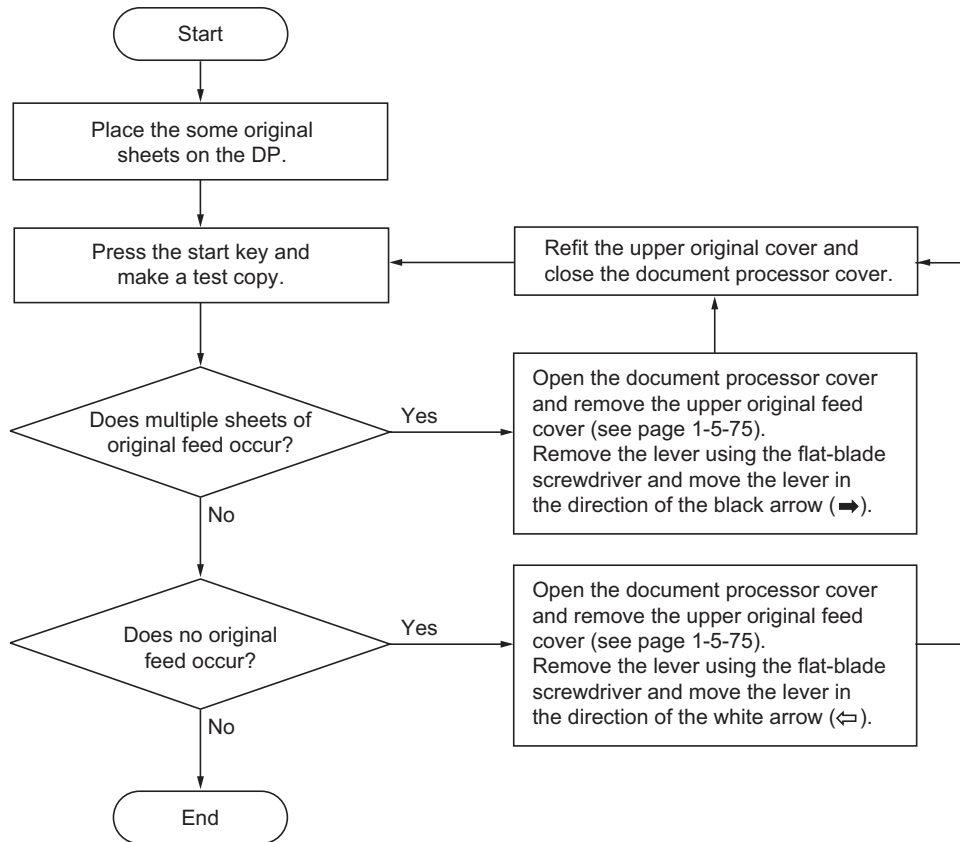 Start
Place the some original
sheets on the DP.
Press the start key and
make a test copy.
Refit the upper original cover and
close the document processor cover.
Does multiple sheets of
original feed occur?
Yes
Open the document processor cover
and remove the upper original feed
cover (see page 1-5-75).
Remove the lever using the flat-blade
screwdriver and move the lever in
the direction of the black arrow (➡).
No
Does no original
feed occur?
Yes
Open the document processor cover
and remove the upper original feed
cover (see page 1-5-75).
Remove the lever using the flat-blade
screwdriver and move the lever in
the direction of the white arrow (⇦).
No
End